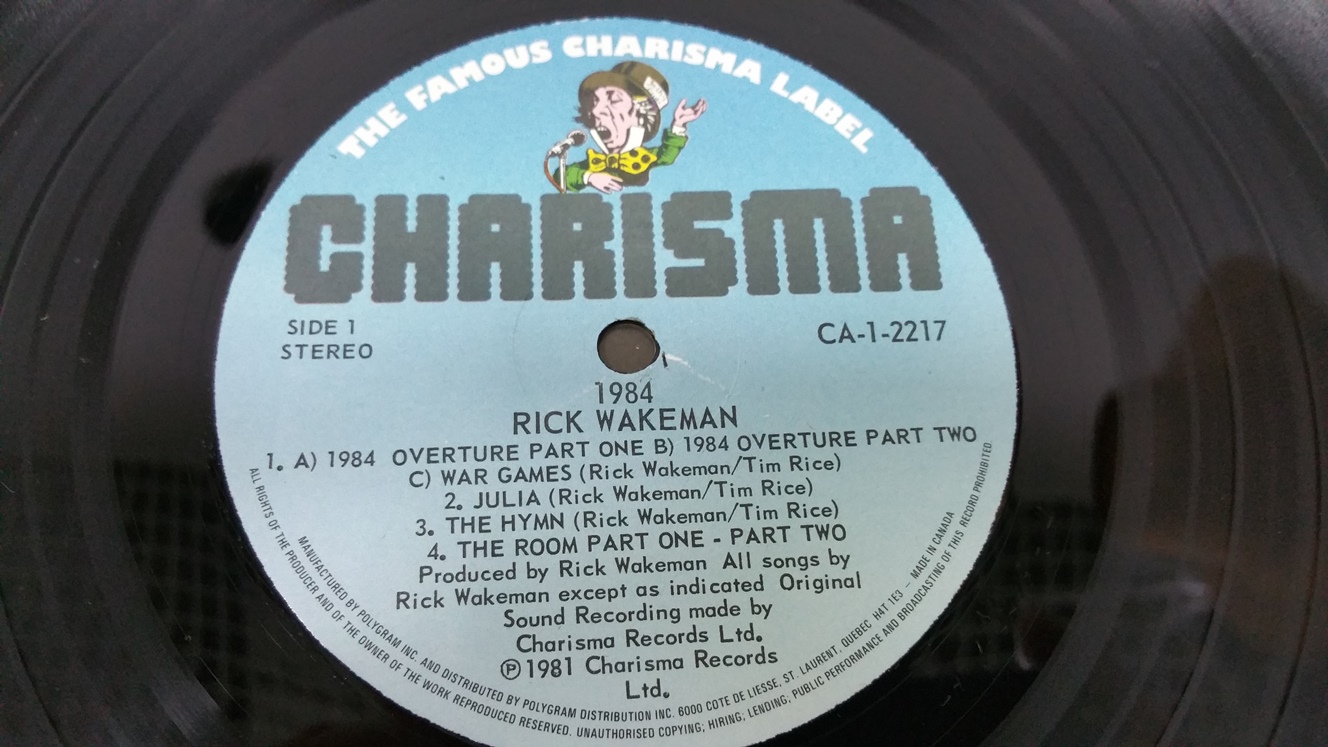 THE FAMOUS CHARISMA LABEL
CHARISMA
SIDE 1
STEREO
CA-1-2217
1984
RICK WAKEMAN
1. A) 1984 OVERTURE PART ONE B) 1984 OVERTURE PART TWO
C) WAR GAMES (Rick Wakeman/Tim Rice)
2. JULIA (Rick Wakeman/Tim Rice)
3. THE HYMN (Rick Wakeman/Tim Rice)
4. THE ROOM PART ONE - PART TWO
Produced by Rick Wakeman All songs by
Rick Wakeman except as indicated Original
Sound Recording made by
Charisma Records Ltd.
℗1981 Charisma Records
Ltd.
MANUFACTURED BY POLYGRAM INC. AND DISTRIBUTED BY POLYGRAM DISTRIBUTION INC. 6000 COTE DE LIESSE, ST. LAURENT, QUEBEC H4T 1E3 – MADE IN CANADA
ALL RIGHTS OF THE PRODUCER AND OF THE OWNER OF THE WORK REPRODUCED RESERVED. UNAUTHORISED COPYING; HIRING; LENDING; PUBLIC PERFORMANCE AND BROADCASTING OF THIS RECORD PROHIBITED